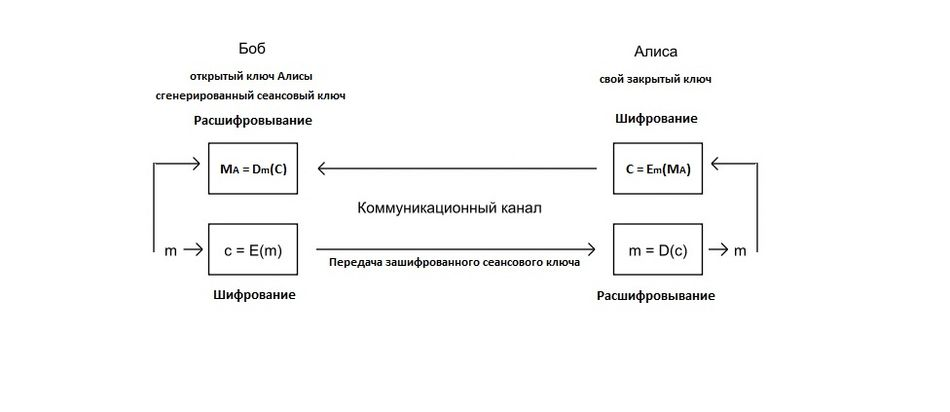 Боб
Алиса
открытый ключ Алисы
сгенерированный сеансовый ключ
свой закрытый ключ
Расшифровывание
Шифрование
MA = Dm(C)
C = Em(MA)
Коммуникационный канал
m
c = E(m)
m = D(c)
m
Передача зашифрованного сеансового ключа
Шифрование
Расшифровывание